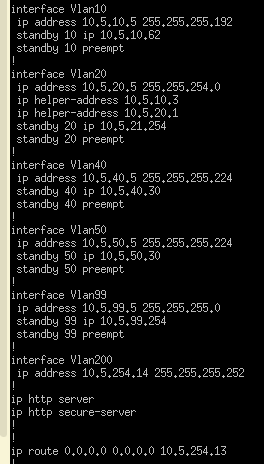 interface Vlan10
 ip address 10.5.10.5 255.255.255.192
 standby 10 ip 10.5.10.62
 standby 10 preempt
!
interface Vlan20
 ip address 10.5.20.5 255.255.254.0
 ip helper-address 10.5.10.3
 ip helper-address 10.5.20.1
 standby 20 ip 10.5.21.254
 standby 20 preempt
!
interface Vlan40
 ip address 10.5.40.5 255.255.255.224
 standby 40 ip 10.5.40.30
 standby 40 preempt
!
interface Vlan50
 ip address 10.5.50.5 255.255.255.224
 standby 50 ip 10.5.50.30
 standby 50 preempt
!
interface Vlan99
 ip address 10.5.99.5 255.255.255.0
 standby 99 ip 10.5.99.254
 standby 99 preempt
!
interface Vlan200
 ip address 10.5.254.14 255.255.255.252
!
ip http server
ip http secure-server
!
!
ip route 0.0.0.0 0.0.0.0 10.5.254.13